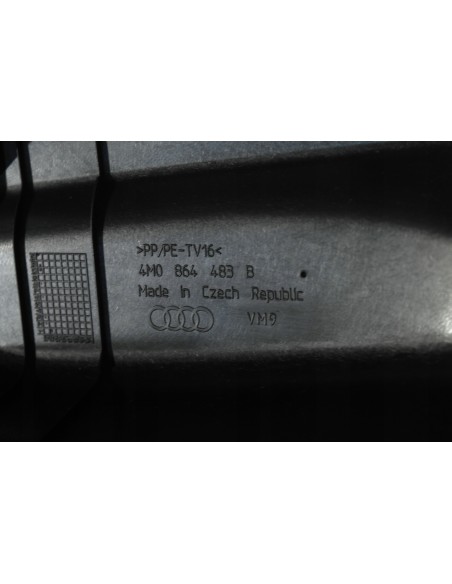 >PP/PE-TV16<
4M0 864 483 B
Made in Czech Republic
VM9